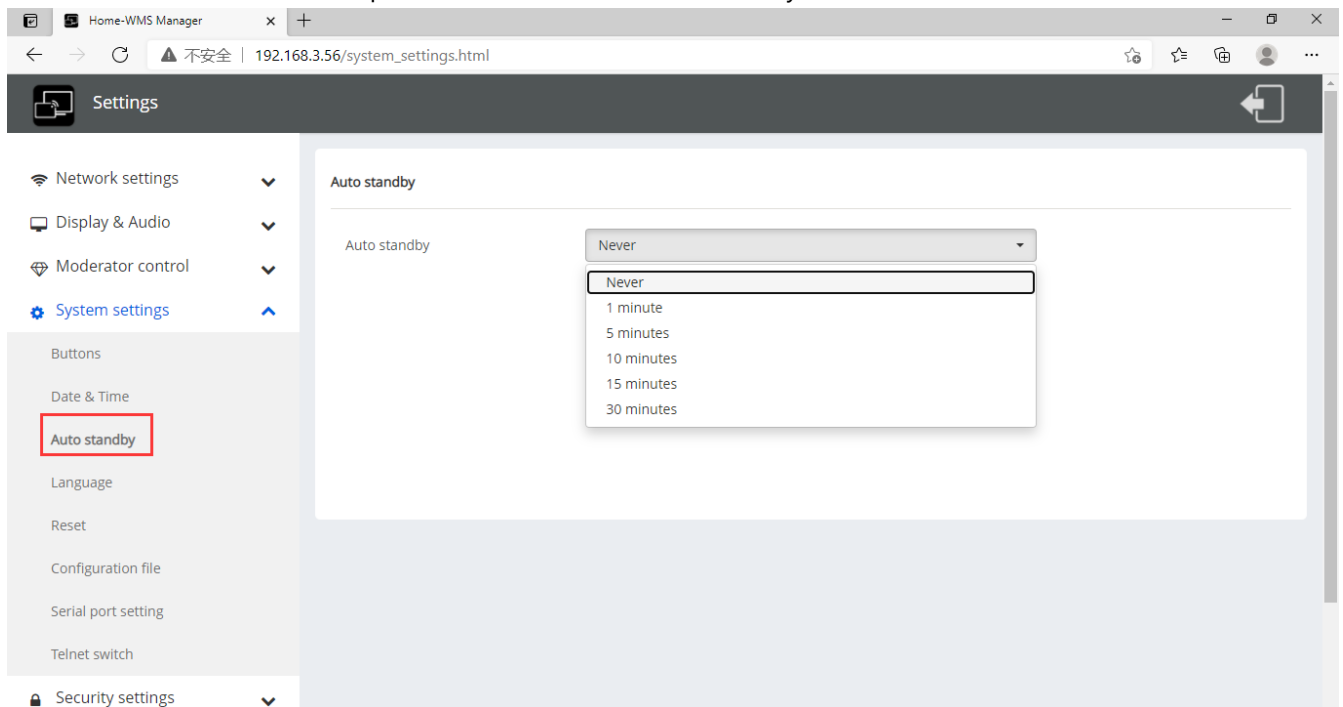 Home-WMS Manager
不安全 192.168.3.56/system_settings.html
Settings
Network settings
Display & Audio
Moderator control
System settings
Buttons
Date & Time
Auto standby
Language
Reset
Configuration file
Serial port setting
Telnet switch
Security settings
Auto standby
Auto standby
Never
Never
1 minute
5 minutes
10 minutes
15 minutes
30 minutes